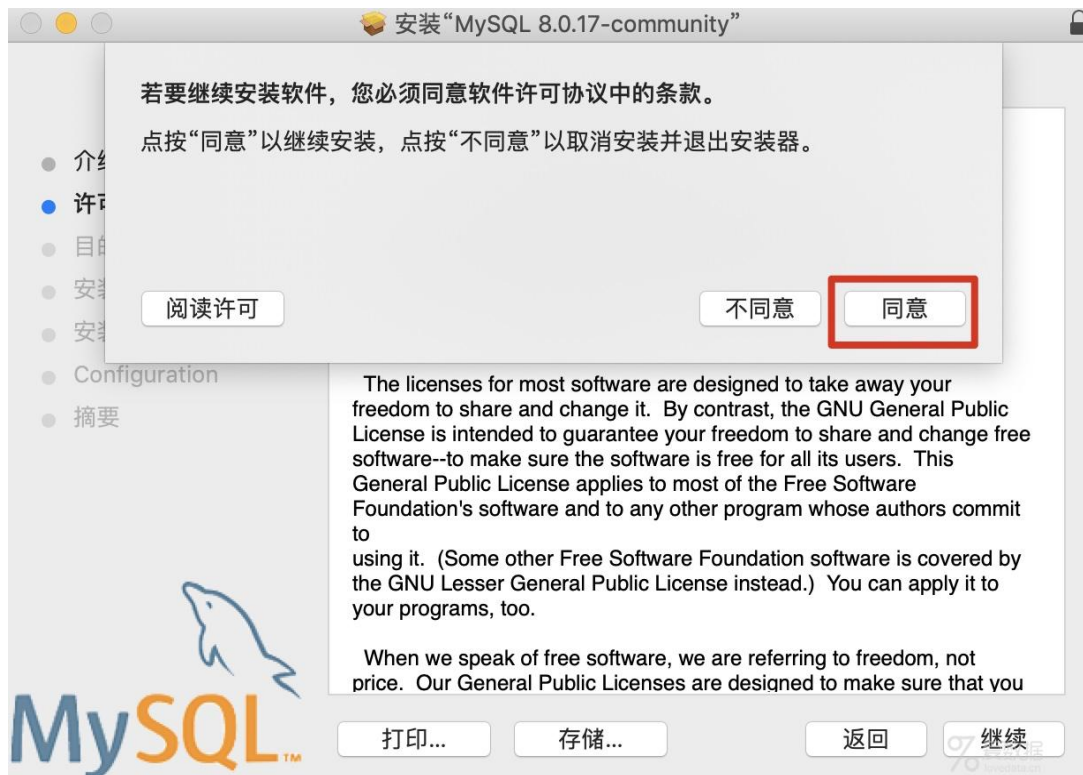 安装“MySQL 8.0.17-community”
若要继续安装软件，您必须同意软件许可协议中的条款。
点按“同意”以继续安装，点按“不同意”以取消安装并退出安装器。
阅读许可
不同意
同意
介
许
目
安
安
Configuration
摘要
The licenses for most software are designed to take away your
freedom to share and change it.  By contrast, the GNU General Public
License is intended to guarantee your freedom to share and change free
software--to make sure the software is free for all its users.  This
General Public License applies to most of the Free Software
Foundation's software and to any other program whose authors commit
to
using it.  (Some other Free Software Foundation software is covered by
the GNU Lesser General Public License instead.)  You can apply it to
your programs, too.
When we speak of free software, we are referring to freedom, not
price.  Our General Public Licenses are designed to make sure that you
MySQL™
打印...
存储...
返回
继续